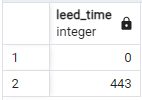 leed_time
integer
1 0
2 443